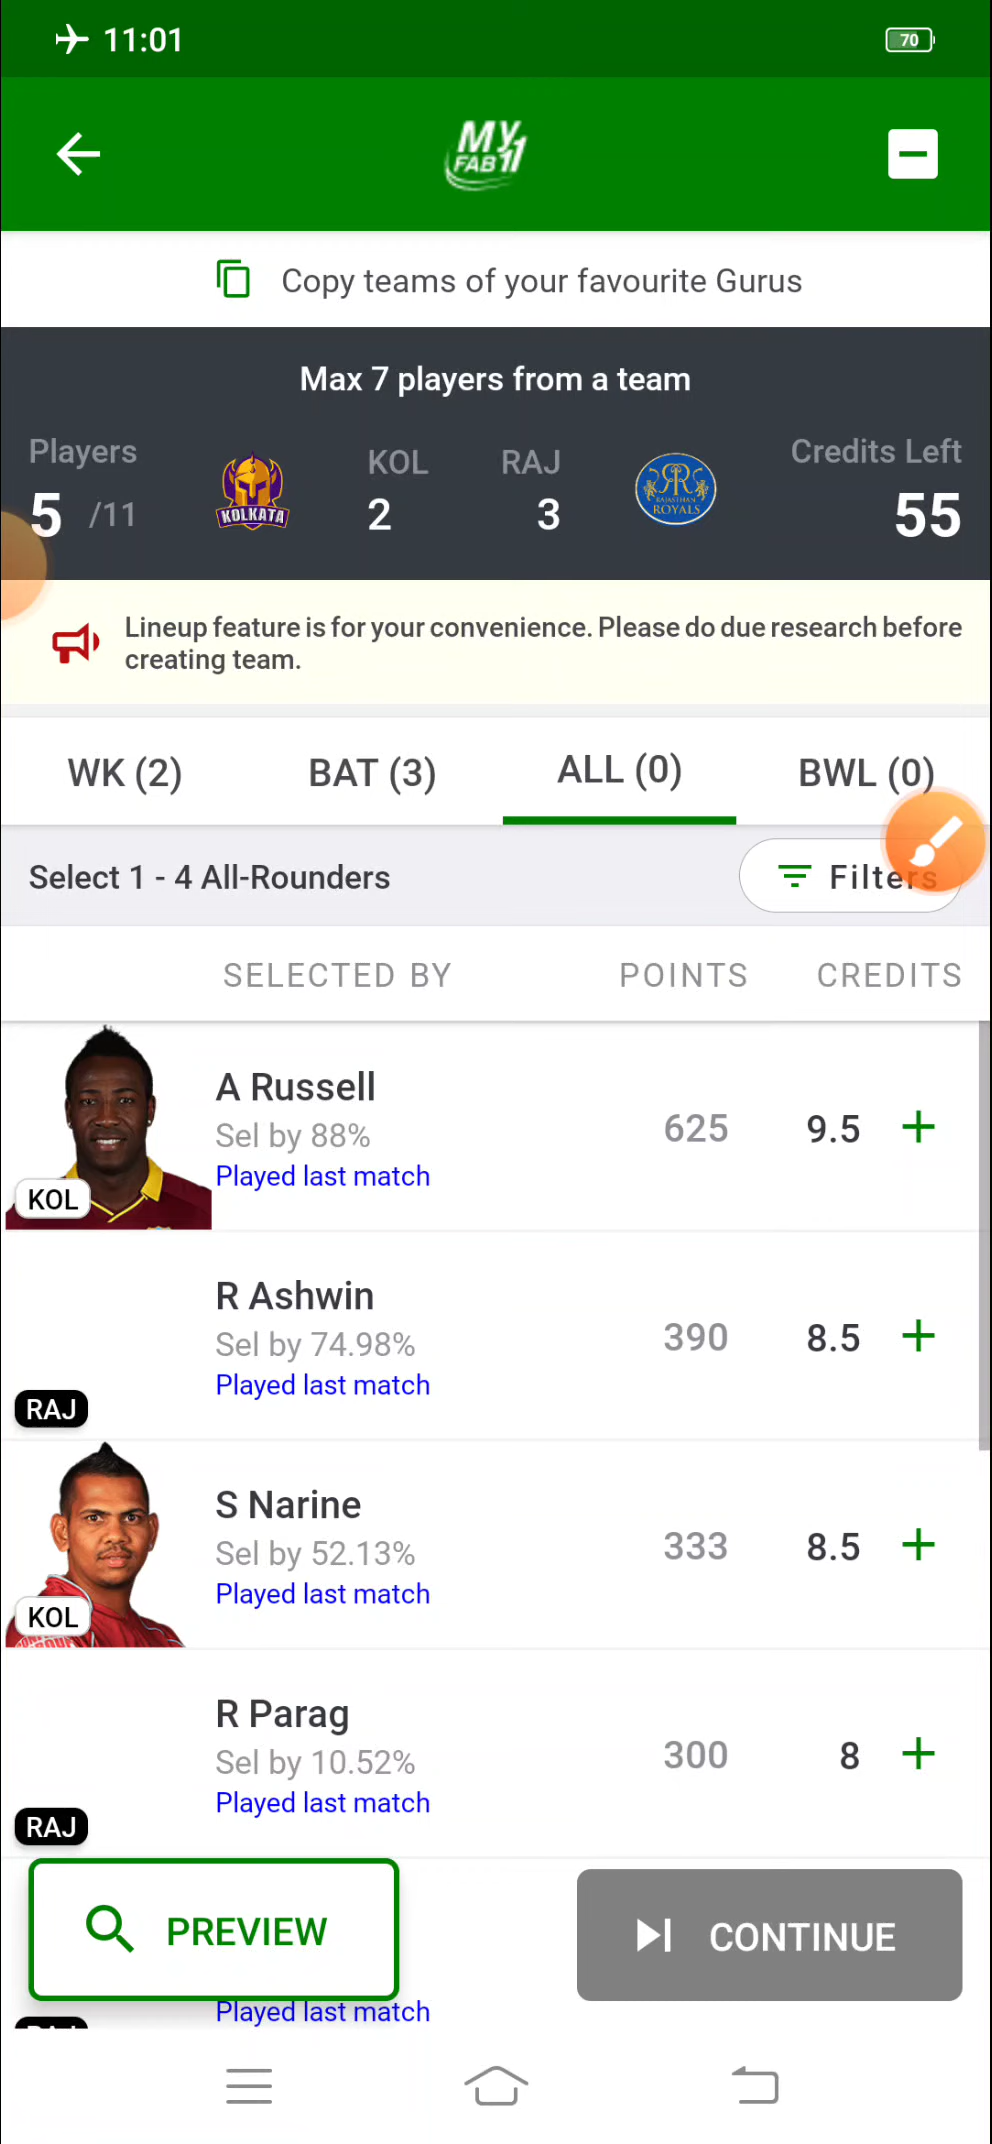 11:01
70
MY
FAB11
Copy teams of your favourite Gurus
Max 7 players from a team
Players
KOL
RAJ
Credits Left
5 /11
KOLKATA
2
3
RAJASTHAN
ROYALS
55
Lineup feature is for your convenience. Please do due research before
creating team.
WK (2)
BAT (3)
ALL (0)
BWL (0)
Select 1 - 4 All-Rounders
Filters
SELECTED BY
POINTS
CREDITS
A Russell
Sel by 88%
Played last match
KOL
625
9.5
R Ashwin
Sel by 74.98%
Played last match
RAJ
390
8.5
S Narine
Sel by 52.13%
Played last match
KOL
333
8.5
R Parag
Sel by 10.52%
Played last match
RAJ
300
8
PREVIEW
CONTINUE
Played last match